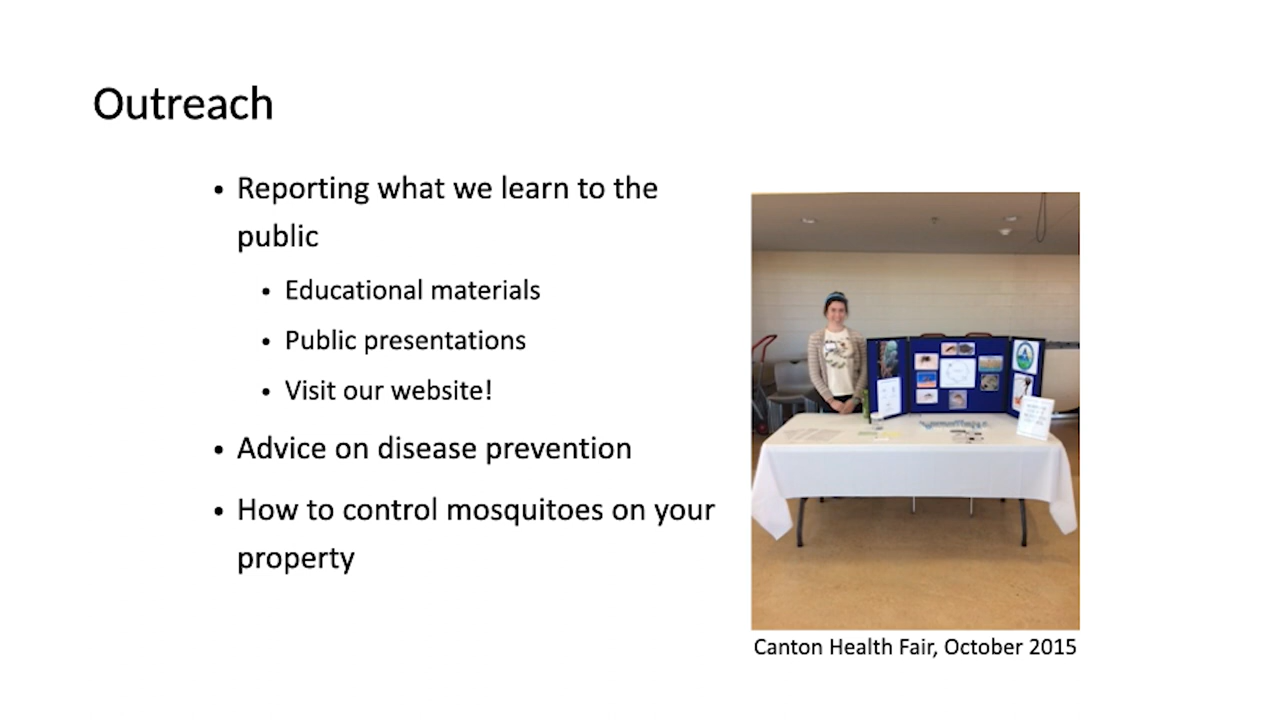 Outreach
• Reporting what we learn to the
public
• Educational materials
• Public presentations
• Visit our website!
• Advice on disease prevention
• How to control mosquitoes on your
property
Canton Health Fair, October 2015